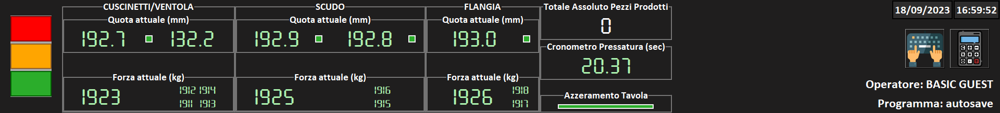 CUSCINETTI/VENTOLA
Quota attuale (mm)
192.7 132.2
Forza attuale (kg)
1923
1912 1914
1911 1913
SCUDO
Quota attuale (mm)
192.9 192.8
Forza attuale (kg)
1925
1916
1915
FLANGIA
Quota attuale (mm)
193.0
Forza attuale (kg)
1926
1918
1917
Totale Assoluto Pezzi Prodotti
0
Cronometro Pressatura (sec)
20.37
Azzeramento Tavola
18/09/2023 16:59:52
Operatore: BASIC GUEST
Programma: autosave